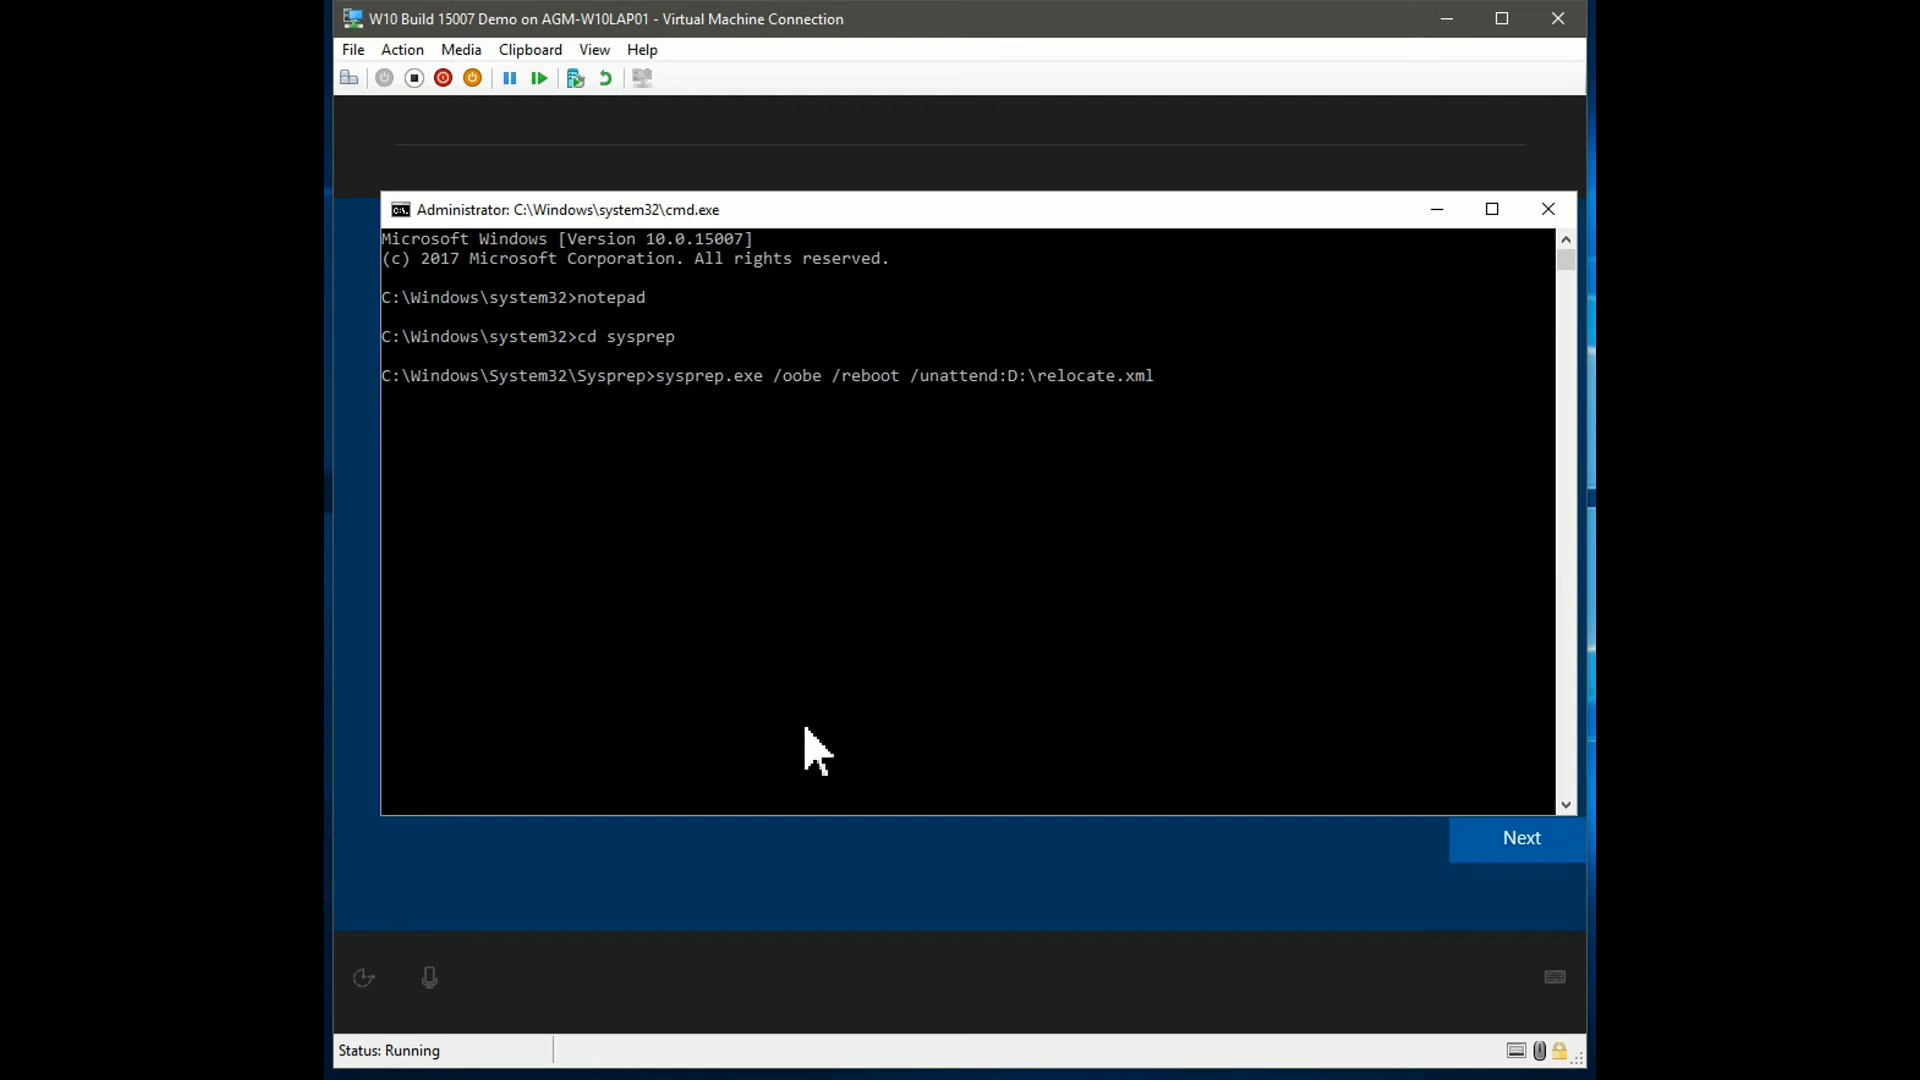 W10 Build 15007 Demo on AGM-W10LAP01 - Virtual Machine Connection
File Action Media Clipboard View Help
Administrator: C:\Windows\system32\cmd.exe
Microsoft Windows [Version 10.0.15007]
(c) 2017 Microsoft Corporation. All rights reserved.
C:\Windows\system32>notepad
C:\Windows\system32>cd sysprep
C:\Windows\System32\Sysprep>sysprep.exe /oobe /reboot /unattend:D:\relocate.xml
Next
Status: Running